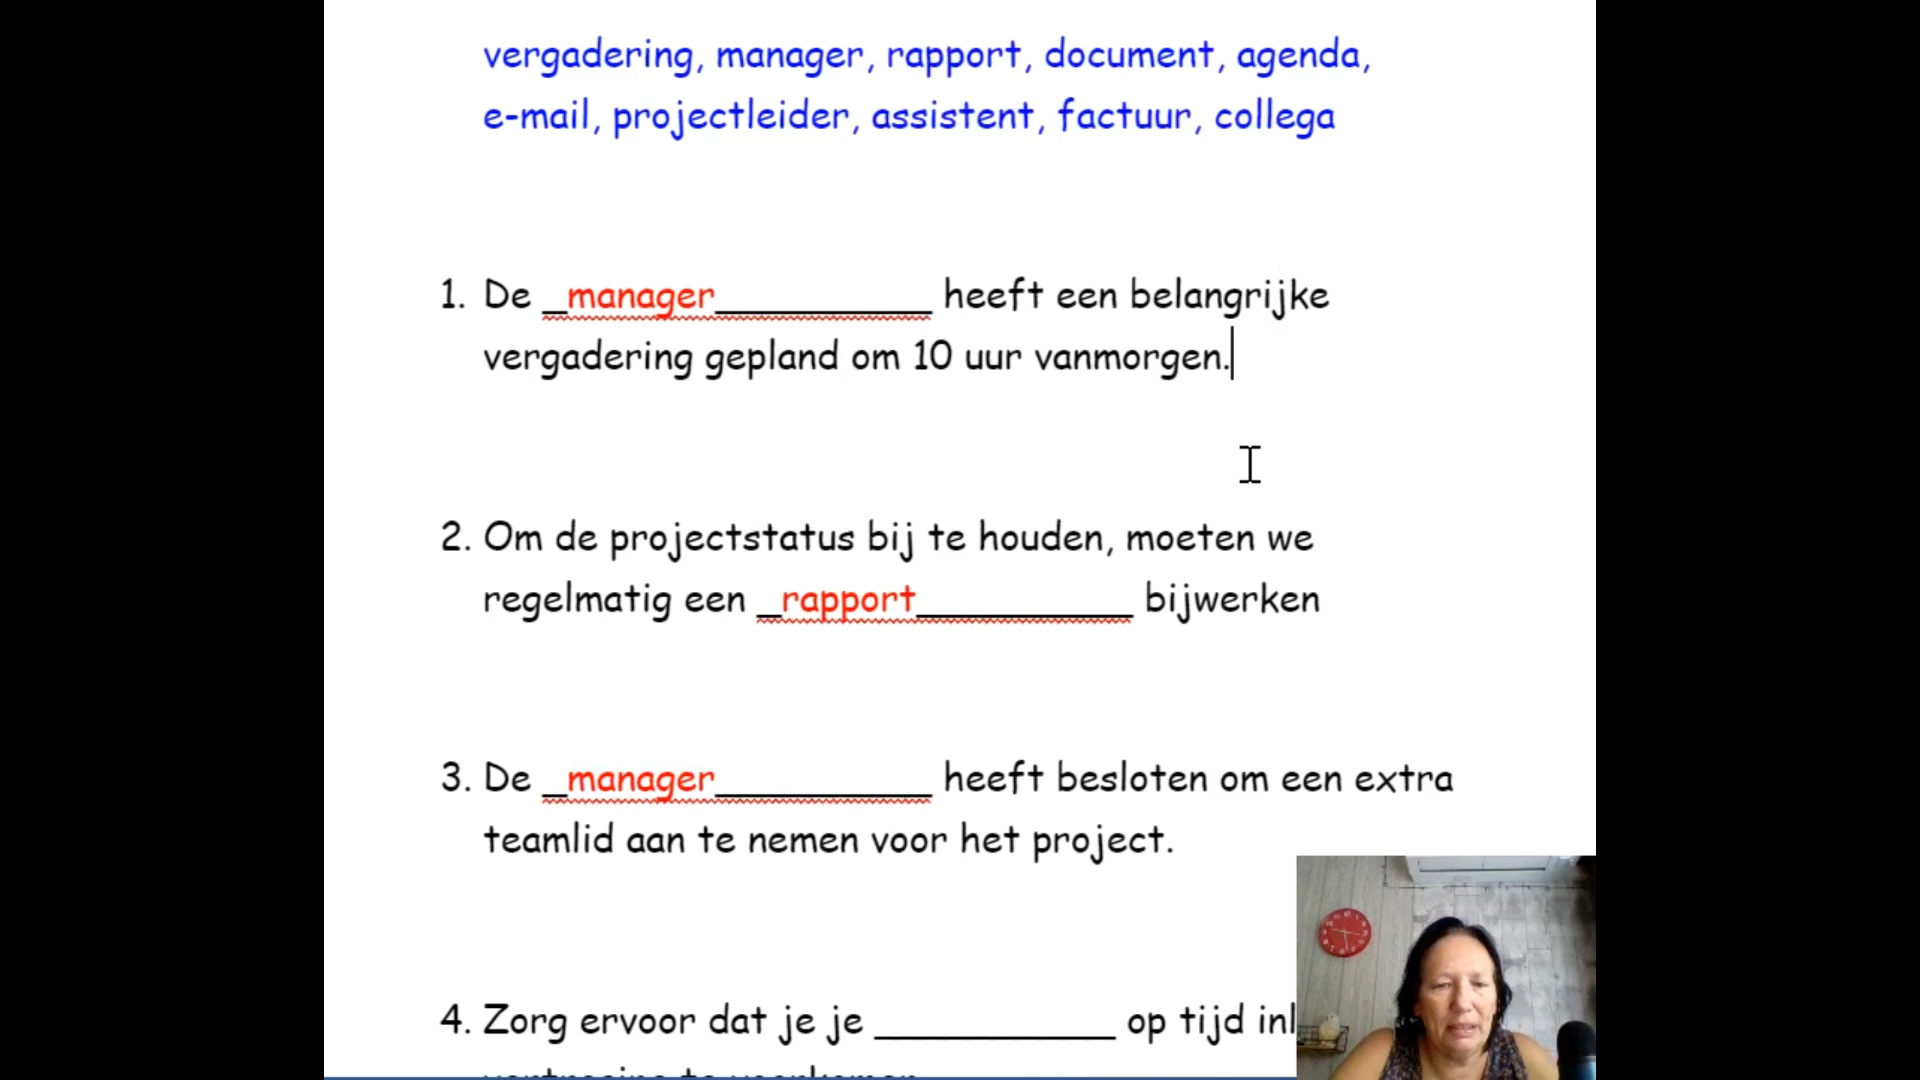 vergadering, manager, rapport, document, agenda,
e-mail, projectleider, assistent, factuur, collega
1. De _manager__________ heeft een belangrijke
vergadering gepland om 10 uur vanmorgen.
2. Om de projectstatus bij te houden, moeten we
regelmatig een _rapport__________ bijwerken
3. De _manager__________ heeft besloten om een extra
teamlid aan te nemen voor het project.
4. Zorg ervoor dat je je ___________ op tijd inl